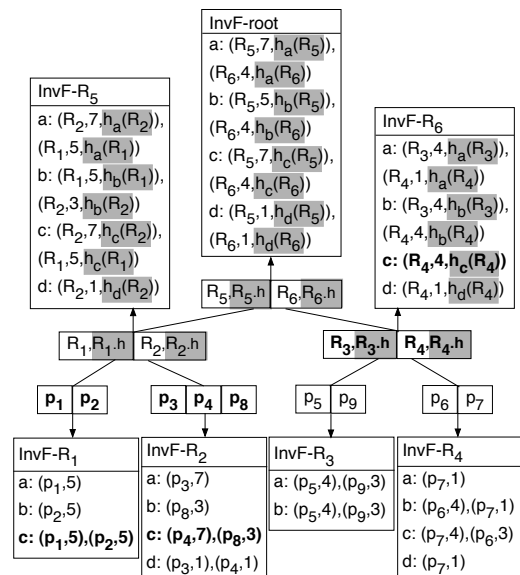 InvF-root
a: (R5,7,ha(R5)),
(R6,4,ha(R6))
b: (R5,5,hb(R5)),
(R6,4,hb(R6))
c: (R5,7,hc(R5)),
(R6,4,hc(R6))
d: (R5,1,hd(R5)),
(R6,1,hd(R6))
InvF-R5
a: (R2,7,ha(R2)),
(R1,5,ha(R1))
b: (R1,5,hb(R1)),
(R2,3,hb(R2))
c: (R2,7,hc(R2)),
(R1,5,hc(R1))
d: (R2,1,hd(R2))
InvF-R6
a: (R3,4,ha(R3)),
(R4,1,ha(R4))
b: (R3,4,hb(R3)),
(R4,4,hb(R4))
c: (R4,4,hc(R4))
d: (R4,1,hd(R4))
R5,R5.h R6,R6.h
R1,R1.h R2,R2.h
R3,R3.h R4,R4.h
p1 p2
p3 p4 p8
p5 p9
p6 p7
InvF-R1
a: (p1,5)
b: (p2,5)
c: (p1,5),(p2,5)
InvF-R2
a: (p3,7)
b: (p8,3)
c: (p4,7),(p8,3)
d: (p3,1),(p4,1)
InvF-R3
a: (p5,4),(p9,3)
b: (p5,4),(p9,3)
InvF-R4
a: (p7,1)
b: (p6,4),(p7,1)
c: (p7,4),(p6,3)
d: (p7,1)